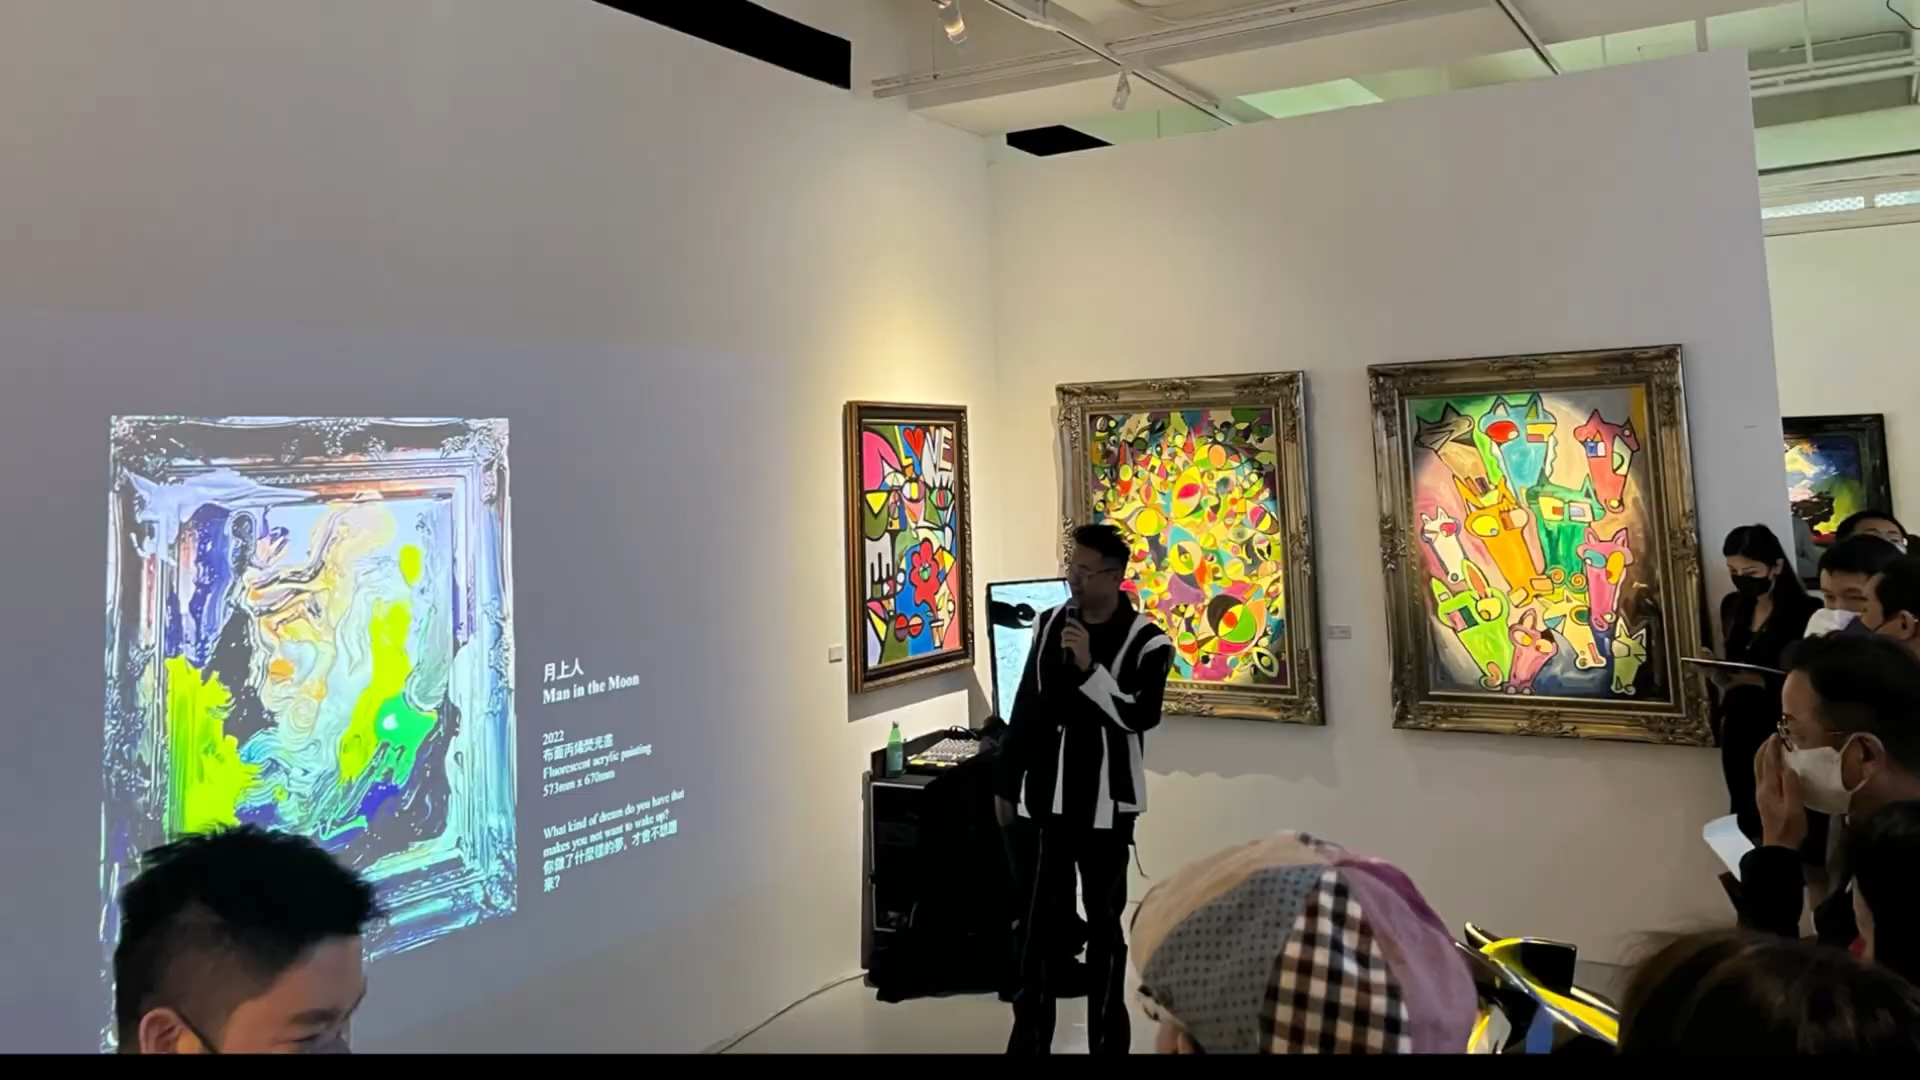 LOVE
月上人
Man in the Moon
2022
布面丙烯熒光畫
Fluorescent acrylic painting
573mm x 670mm
What kind of dream do you have that
makes you not want to wake up?
你做了什麼樣的夢，才會不想醒
來？